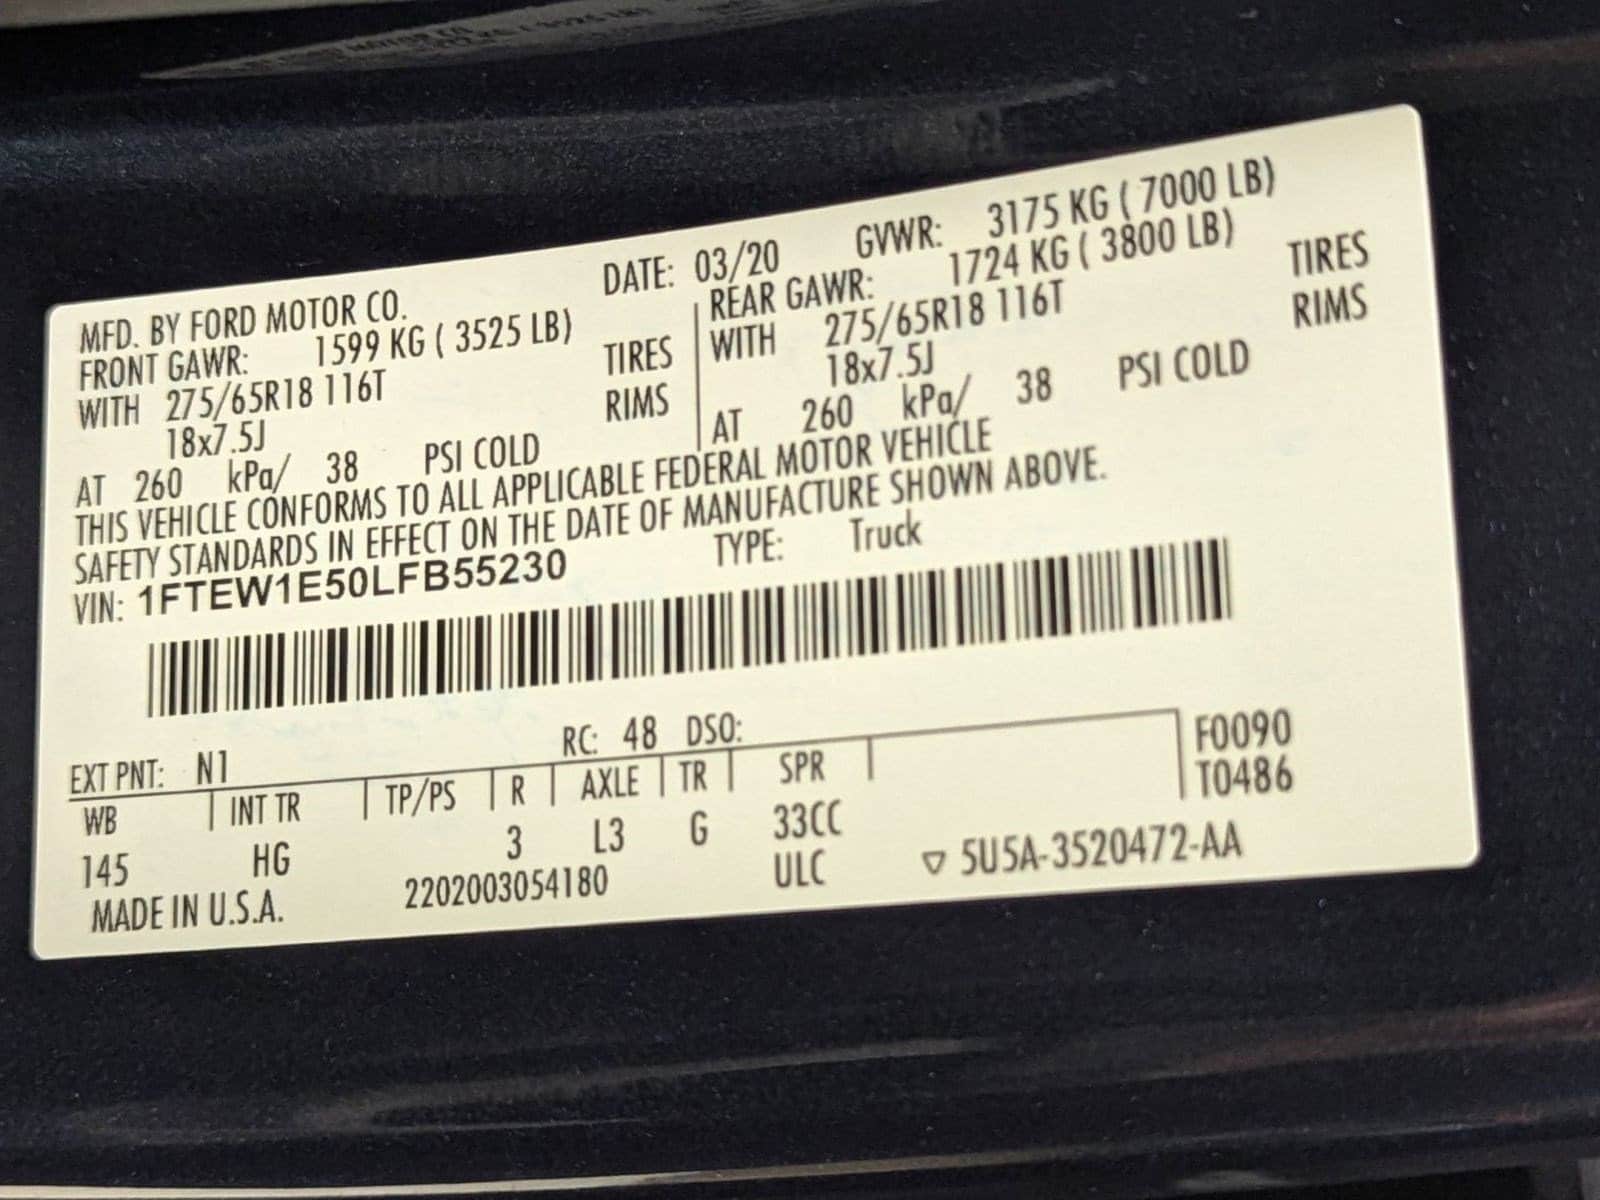 MFD. BY FORD MOTOR CO.
DATE: 03/20 GVWR: 3175 KG ( 7000 LB)
FRONT GAWR: 1599 KG ( 3525 LB)
WITH 275/65R18 116T TIRES
18x7.5J RIMS
AT 260 kPa/ 38 PSI COLD
REAR GAWR: 1724 KG ( 3800 LB)
WITH 275/65R18 116T TIRES
18x7.5J RIMS
AT 260 kPa/ 38 PSI COLD
THIS VEHICLE CONFORMS TO ALL APPLICABLE FEDERAL MOTOR VEHICLE
SAFETY STANDARDS IN EFFECT ON THE DATE OF MANUFACTURE SHOWN ABOVE.
VIN: 1FTEW1E50LFB55230 TYPE: Truck
EXT PNT: N1 RC: 48 DSO:
F0090
T0486
WB INT TR TP/PS R AXLE TR SPR
145 HG 3 L3 G 33CC
MADE IN U.S.A. 2202003054180 ULC ▽ 5U5A-3520472-AA